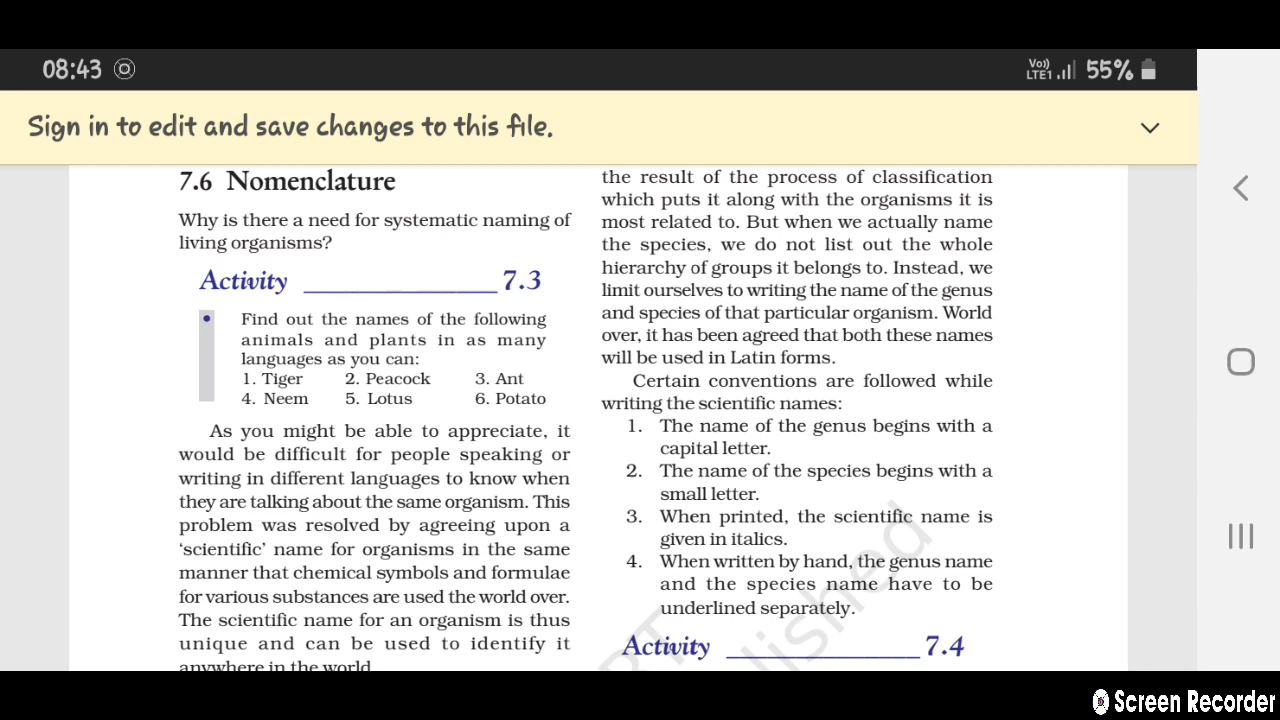 08:43
Vo)) LTE1 55%
Sign in to edit and save changes to this file.
7.6 Nomenclature
Why is there a need for systematic naming of
living organisms?
Activity ______________ 7.3
• Find out the names of the following
animals and plants in as many
languages as you can:
1. Tiger 2. Peacock 3. Ant
4. Neem 5. Lotus 6. Potato
As you might be able to appreciate, it
would be difficult for people speaking or
writing in different languages to know when
they are talking about the same organism. This
problem was resolved by agreeing upon a
‘scientific’ name for organisms in the same
manner that chemical symbols and formulae
for various substances are used the world over.
The scientific name for an organism is thus
unique and can be used to identify it
anywhere in the world.
the result of the process of classification
which puts it along with the organisms it is
most related to. But when we actually name
the species, we do not list out the whole
hierarchy of groups it belongs to. Instead, we
limit ourselves to writing the name of the genus
and species of that particular organism. World
over, it has been agreed that both these names
will be used in Latin forms.
Certain conventions are followed while
writing the scientific names:
1. The name of the genus begins with a
capital letter.
2. The name of the species begins with a
small letter.
3. When printed, the scientific name is
given in italics.
4. When written by hand, the genus name
and the species name have to be
underlined separately.
Activity ______________ 7.4
Screen Recorder